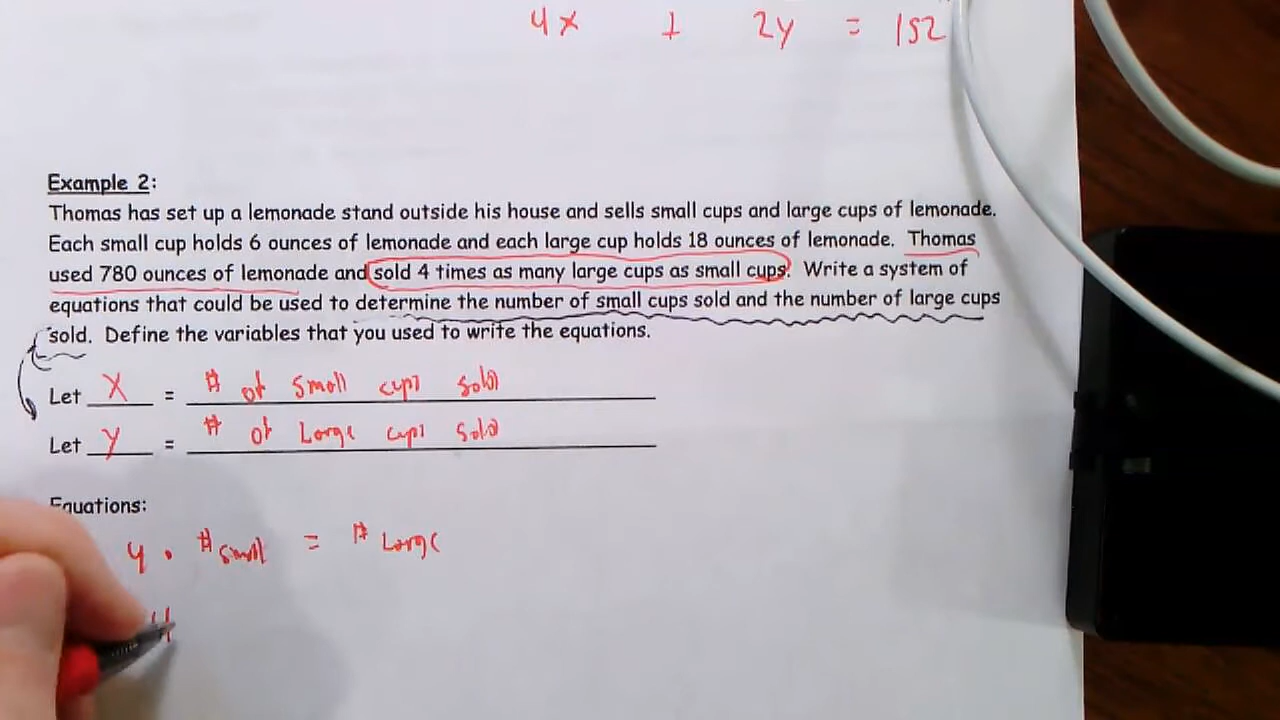 4x + 2y = 152
Example 2:
Thomas has set up a lemonade stand outside his house and sells small cups and large cups of lemonade.
Each small cup holds 6 ounces of lemonade and each large cup holds 18 ounces of lemonade. Thomas
used 780 ounces of lemonade and sold 4 times as many large cups as small cups. Write a system of
equations that could be used to determine the number of small cups sold and the number of large cups
sold. Define the variables that you used to write the equations.
Let x = # of small cups sold
Let y = # of Large cups sold
Equations:
4 . # small = # Large
4